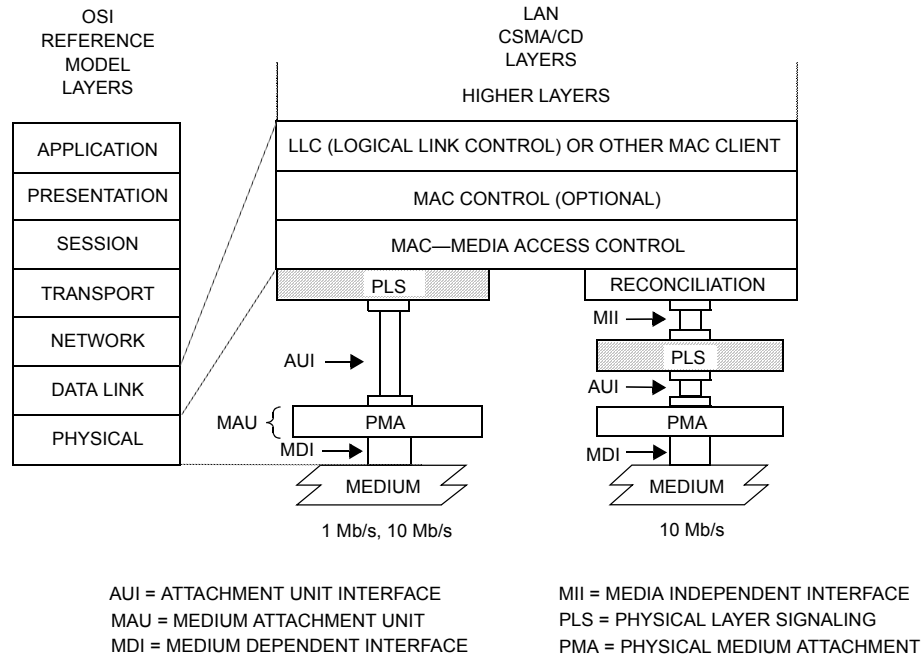 OSI
REFERENCE
MODEL
LAYERS
LAN
CSMA/CD
LAYERS
HIGHER LAYERS
APPLICATION
PRESENTATION
SESSION
TRANSPORT
NETWORK
DATA LINK
PHYSICAL
LLC (LOGICAL LINK CONTROL) OR OTHER MAC CLIENT
MAC CONTROL (OPTIONAL)
MAC—MEDIA ACCESS CONTROL
PLS
AUI
MAU
PMA
MDI
MEDIUM
1 Mb/s, 10 Mb/s
RECONCILIATION
MII
PLS
AUI
PMA
MDI
MEDIUM
10 Mb/s
AUI = ATTACHMENT UNIT INTERFACE
MAU = MEDIUM ATTACHMENT UNIT
MDI = MEDIUM DEPENDENT INTERFACE
MII = MEDIA INDEPENDENT INTERFACE
PLS = PHYSICAL LAYER SIGNALING
PMA = PHYSICAL MEDIUM ATTACHMENT